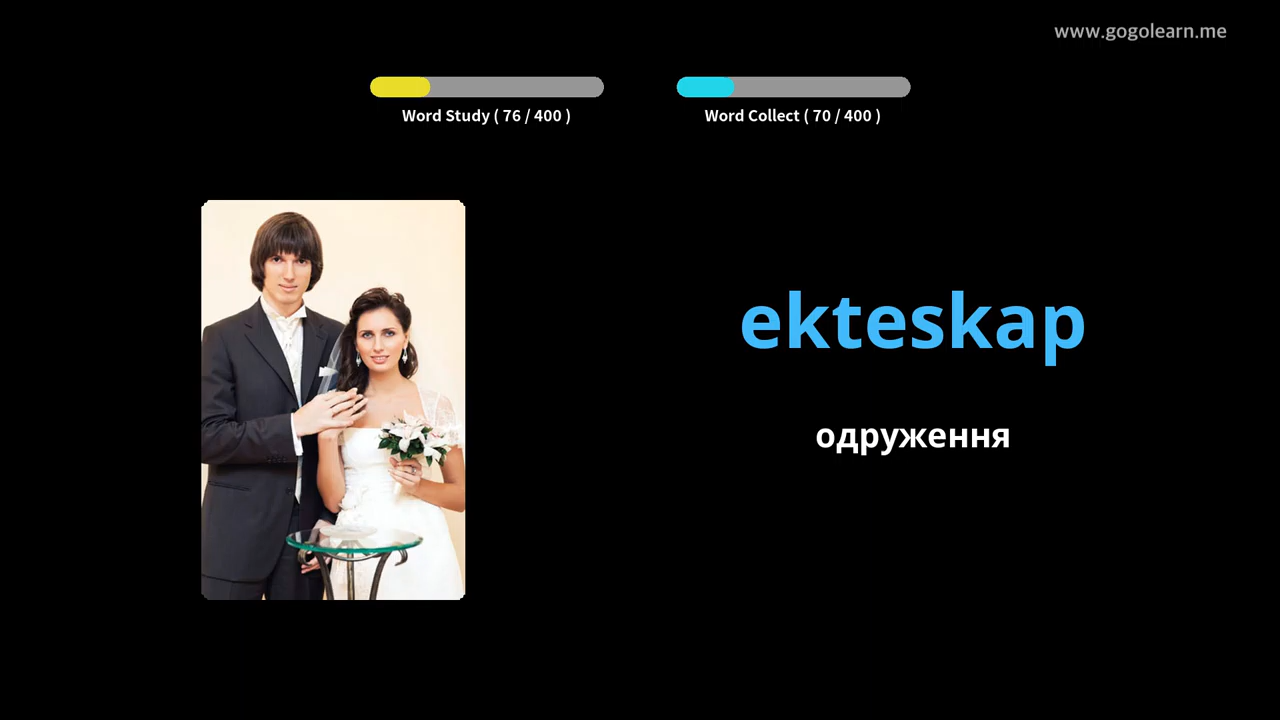 www.gogolearn.me
Word Study ( 76 / 400 )
Word Collect ( 70 / 400 )
ekteskap
одруження